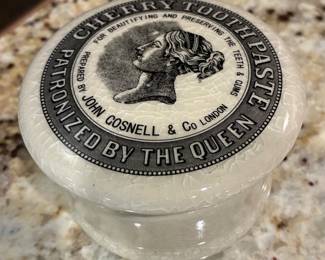 CHERRY TOOTH PASTE
PATRONIZED BY THE QUEEN
FOR BEAUTIFYING AND PRESERVING THE TEETH & GUMS
PREPARED BY
JOHN COSNELL & Co
LONDON